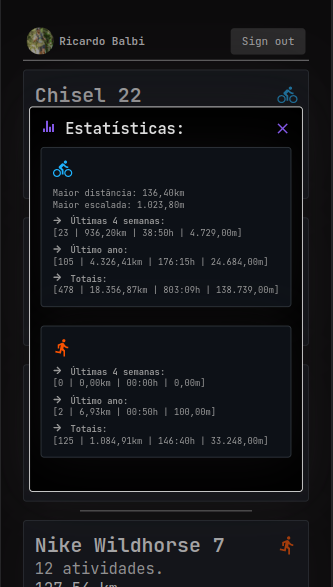 Ricardo Balbi
Sign out
Chisel 22
Estatísticas:
Maior distância: 136,40km
Maior escalada: 1.023,80m
→ Últimas 4 semanas:
[23 | 936,20km | 38:50h | 4.729,00m]
→ Último ano:
[105 | 4.326,41km | 176:15h | 24.684,00m]
→ Totais:
[478 | 18.356,87km | 803:09h | 138.739,00m]
→ Últimas 4 semanas:
[0 | 0,00km | 00:00h | 0,00m]
→ Último ano:
[2 | 6,93km | 00:50h | 100,00m]
→ Totais:
[125 | 1.084,91km | 146:40h | 33.248,00m]
Nike Wildhorse 7
12 atividades.
127,54 km